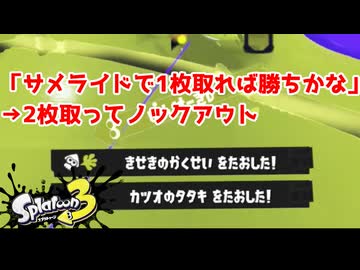 「サメライドで1枚取れば勝ちかな」
→2枚取ってノックアウト
きせきのかくせい をたおした!
カツオのタタキ をたおした!
Splatoon 3